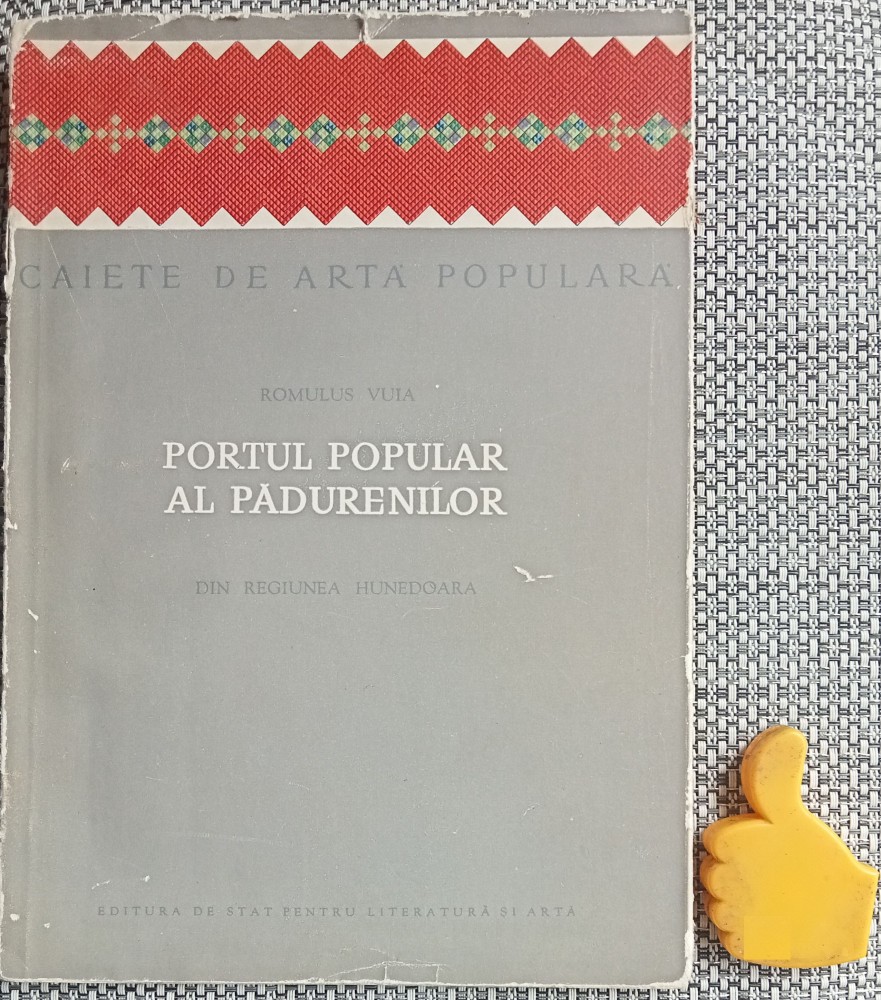 CAIETE DE ARTĂ POPULARĂ
ROMULUS VUIA
PORTUL POPULAR
AL PĂDURENILOR
DIN REGIUNEA HUNEDOARA
EDITURA DE STAT PENTRU LITERATURĂ ȘI ARTĂ